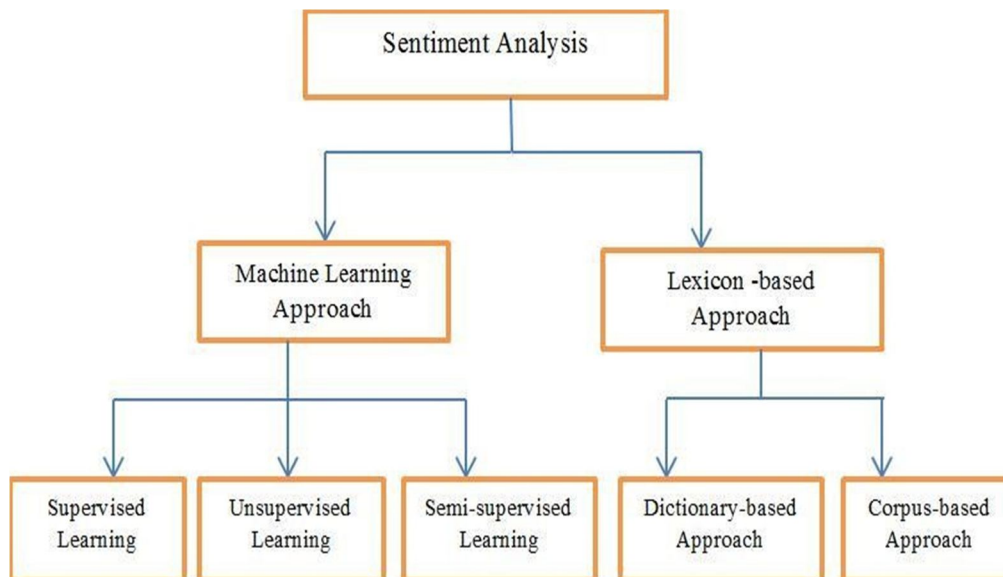 Sentiment Analysis
Machine Learning
Approach
Lexicon -based
Approach
Supervised
Learning
Unsupervised
Learning
Semi-supervised
Learning
Dictionary-based
Approach
Corpus-based
Approach